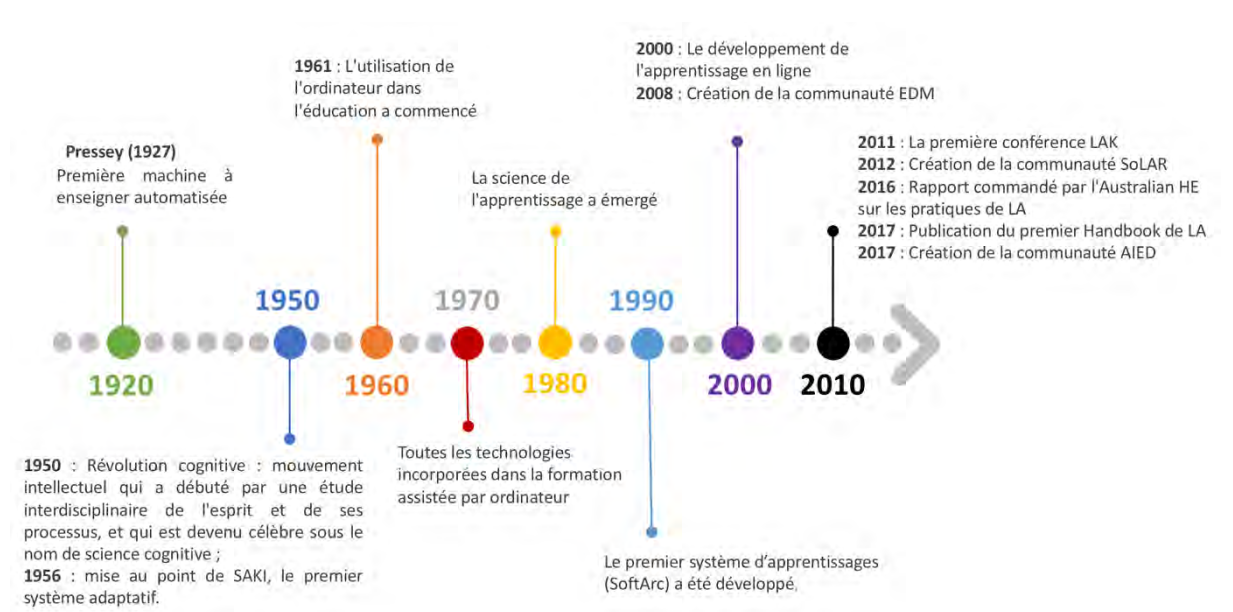 Pressey (1927)
Première machine à
enseigner automatisée
1920
1950
1950 : Révolution cognitive : mouvement
intellectuel qui a débuté par une étude
interdisciplinaire de l'esprit et de ses
processus, et qui est devenu célèbre sous le
nom de science cognitive ;
1956 : mise au point de SAKI, le premier
système adaptatif.
1961 : L'utilisation de
l'ordinateur dans
l'éducation a commencé
1960
1970
Toutes les technologies
incorporées dans la formation
assistée par ordinateur
La science de
l'apprentissage a émergé
1980
1990
Le premier système d’apprentissages
(SoftArc) a été développé.
2000 : Le développement de
l'apprentissage en ligne
2008 : Création de la communauté EDM
2000
2011 : La première conférence LAK
2012 : Création de la communauté SoLAR
2016 : Rapport commandé par l'Australian HE
sur les pratiques de LA
2017 : Publication du premier Handbook de LA
2017 : Création de la communauté AIED
2010